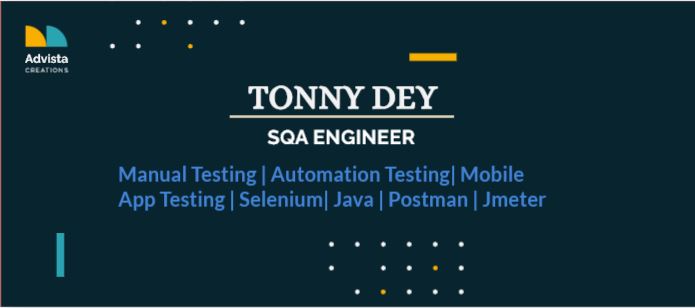 Advista
CREATIONS
TONNY DEY
SQA ENGINEER
Manual Testing | Automation Testing| Mobile
App Testing | Selenium| Java | Postman | Jmeter